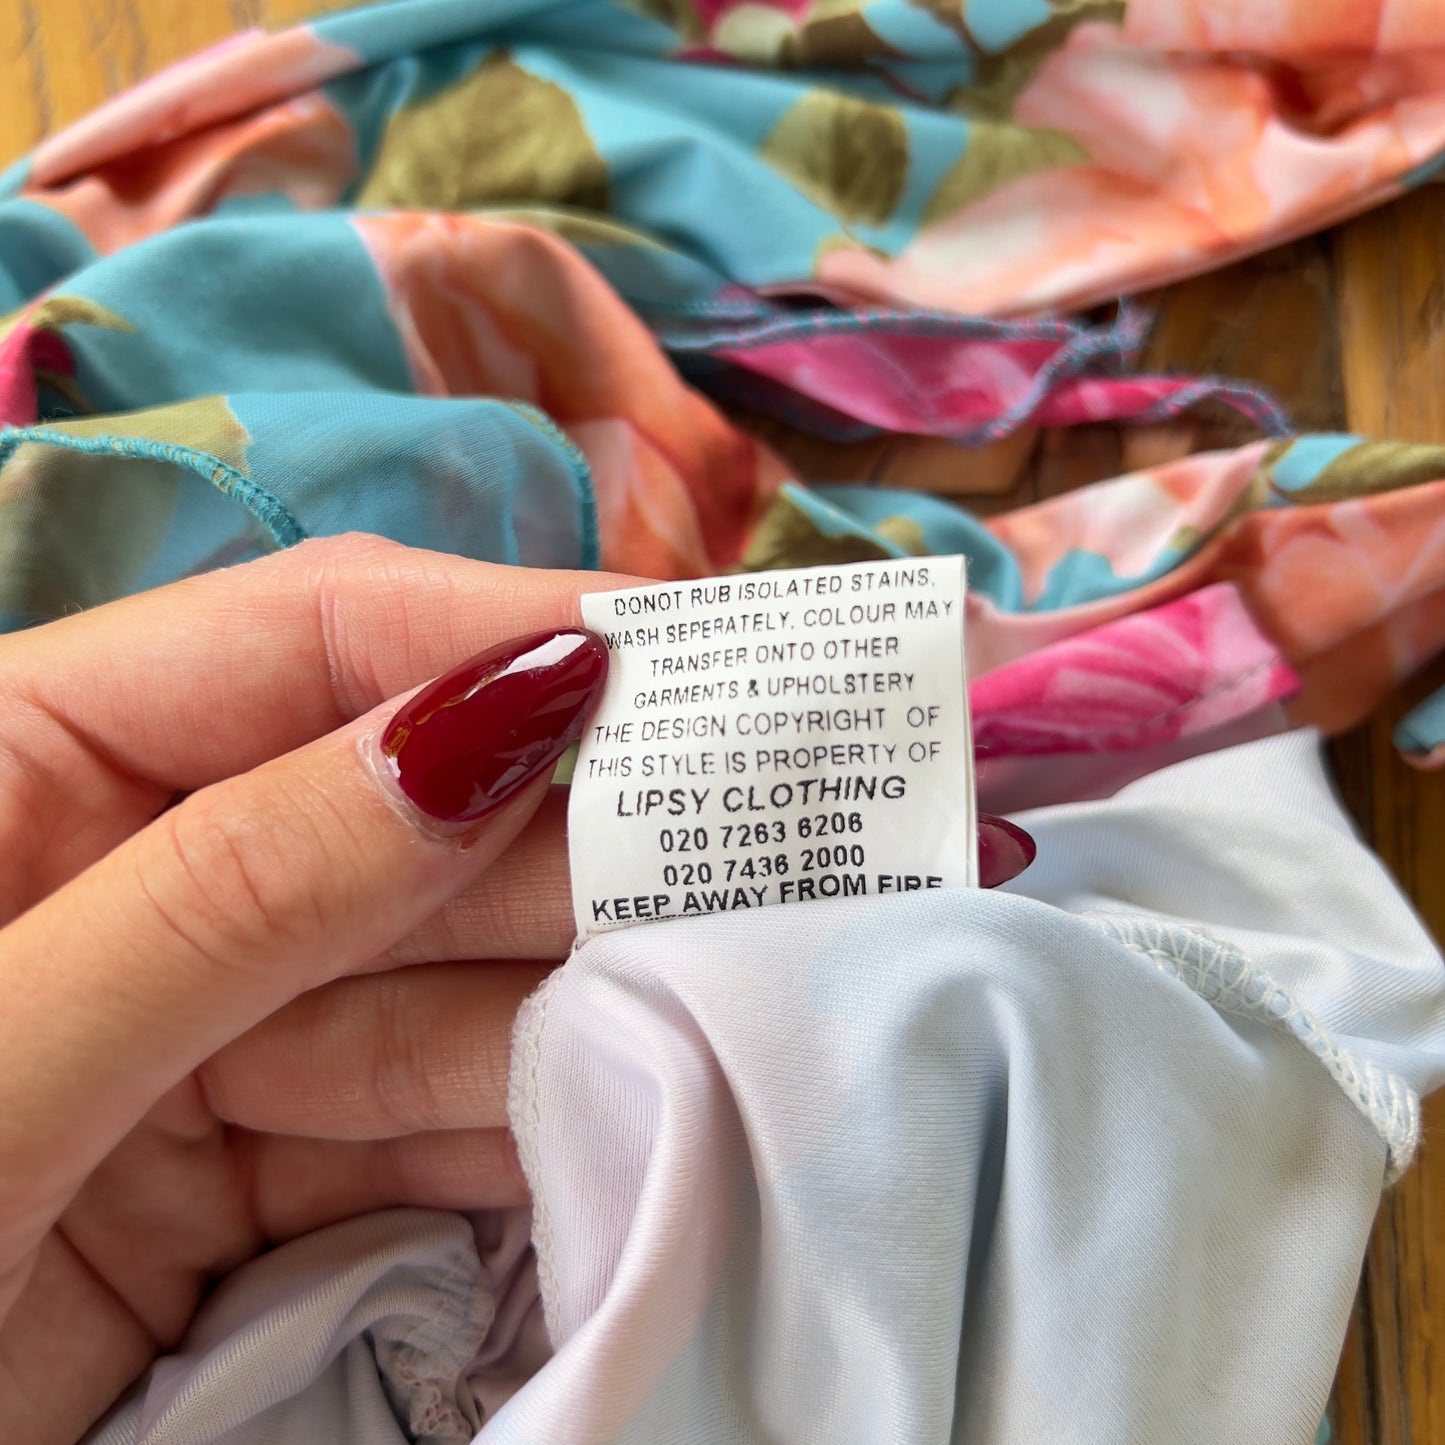 DONOT RUB ISOLATED STAINS.
WASH SEPERATELY. COLOUR MAY
TRANSFER ONTO OTHER
GARMENTS & UPHOLSTERY
THE DESIGN COPYRIGHT OF
THIS STYLE IS PROPERTY OF
LIPSY CLOTHING
020 7263 6206
020 7436 2000
KEEP AWAY FROM FIRE